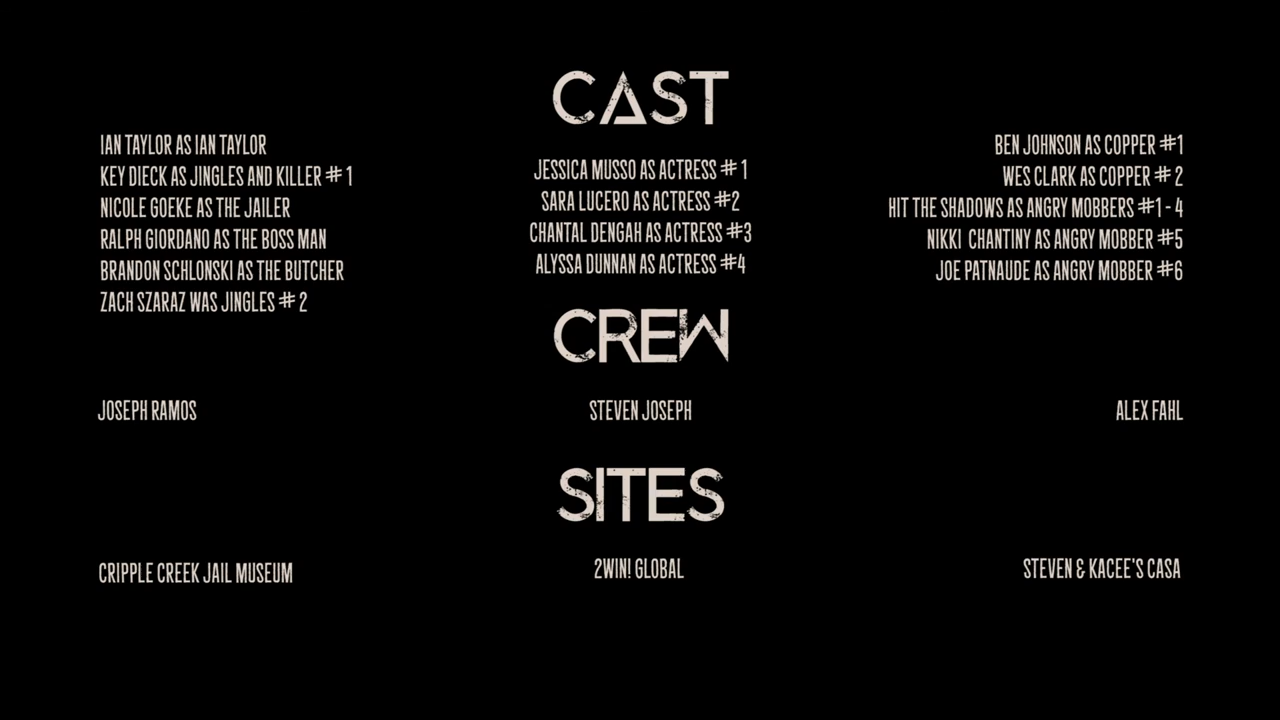 CAST
IAN TAYLOR AS IAN TAYLOR
KEY DIECK AS JINGLES AND KILLER # 1
NICOLE GOEKE AS THE JAILER
RALPH GIORDANO AS THE BOSS MAN
BRANDON SCHLONSKI AS THE BUTCHER
ZACH SZARAZ WAS JINGLES # 2
JESSICA MUSSO AS ACTRESS # 1
SARA LUCERO AS ACTRESS #2
CHANTAL DENGAH AS ACTRESS #3
ALYSSA DUNNAN AS ACTRESS #4
BEN JOHNSON AS COPPER #1
WES CLARK AS COPPER # 2
HIT THE SHADOWS AS ANGRY MOBBERS #1 - 4
NIKKI CHANTINY AS ANGRY MOBBER #5
JOE PATNAUDE AS ANGRY MOBBER #6
CREW
JOSEPH RAMOS
STEVEN JOSEPH
ALEX FAHL
SITES
CRIPPLE CREEK JAIL MUSEUM
2WIN! GLOBAL
STEVEN & KACEE'S CASA